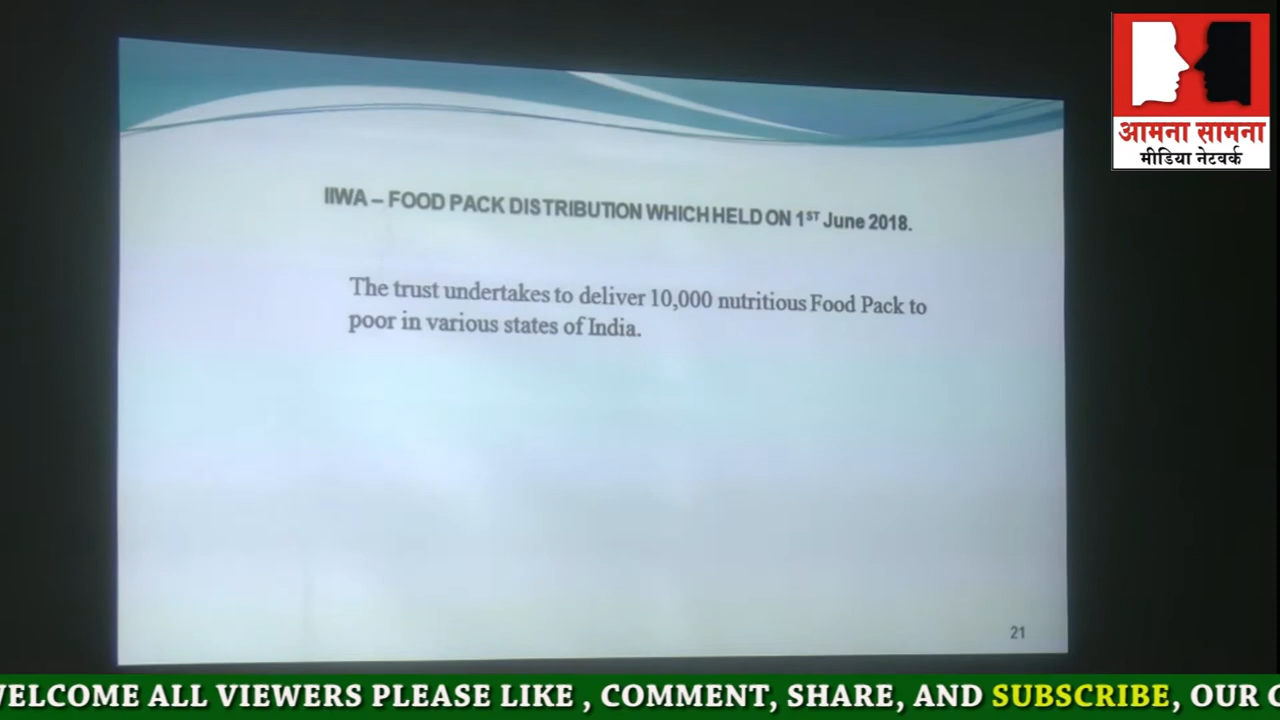 आमना सामना
मीडिया नेटवर्क
IIWA – FOOD PACK DISTRIBUTION WHICH HELD ON 1ST June 2018.
The trust undertakes to deliver 10,000 nutritious Food Pack to
poor in various states of India.
21
WELCOME ALL VIEWERS PLEASE LIKE , COMMENT, SHARE, AND SUBSCRIBE, OUR